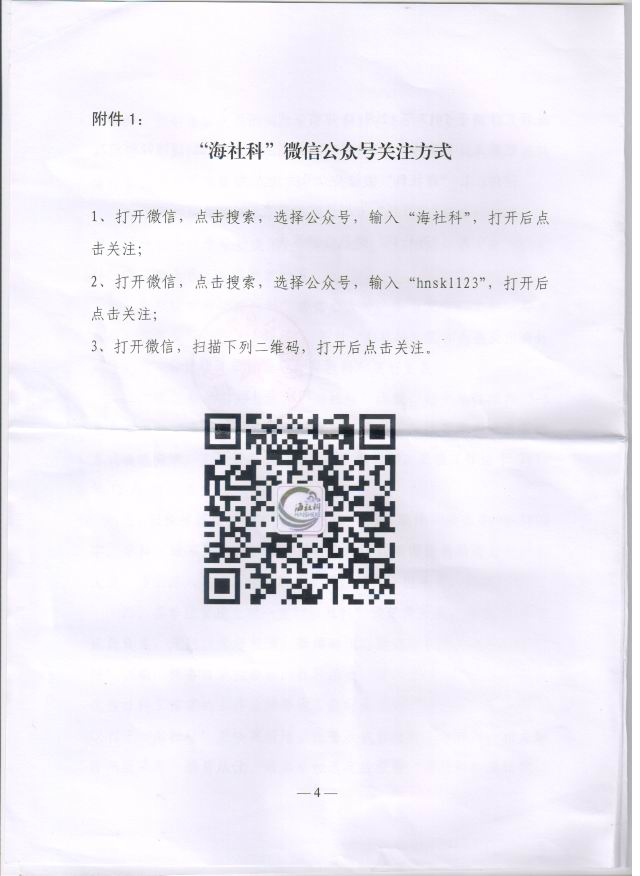 附件 1：
“海社科”微信公众号关注方式
1、打开微信，点击搜索，选择公众号，输入“海社科”，打开后点
击关注；
2、打开微信，点击搜索，选择公众号，输入“hnsk1123”，打开后
点击关注；
3、打开微信，扫描下列二维码，打开后点击关注。
海社科
—4—